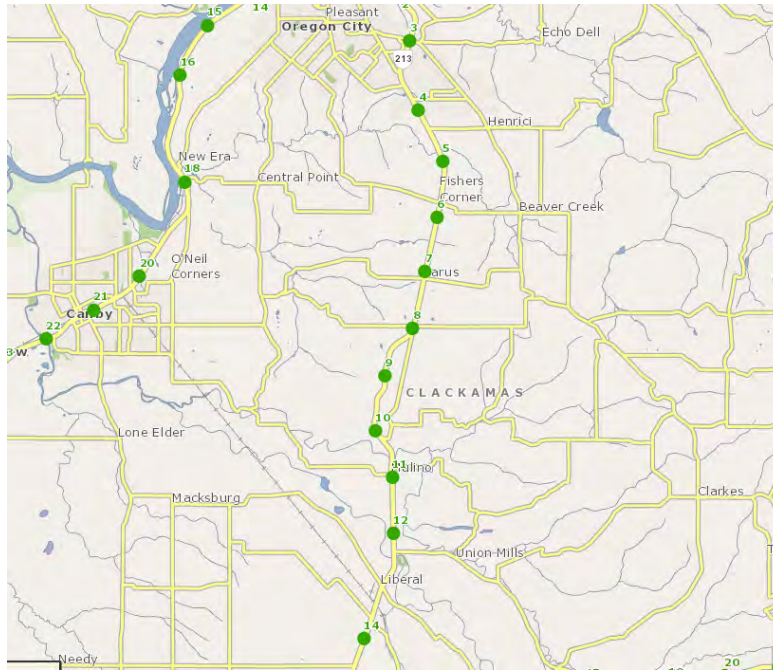 15
14
Pleasant
2
Oregon City
3
Echo Dell
213
16
4
Henrici
New Era
5
18
Central Point
Fishers
Corner
6
Beaver Creek
O'Neil
Corners
20
7
arus
21
Canby
8
22
3
W
9
CLACKAMAS
10
Lone Elder
11
Mulino
Macksburg
Clarkes
12
Union Mills
T
Liberal
14
Needy
20